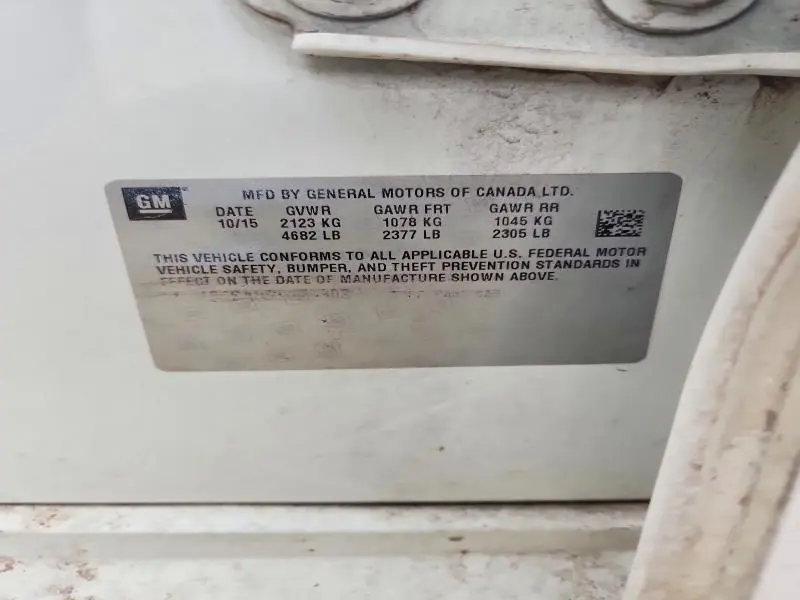 GM
MFD BY GENERAL MOTORS OF CANADA LTD.
DATE GVWR GAWR FRT GAWR RR
10/15 2123 KG 1078 KG 1045 KG
4682 LB 2377 LB 2305 LB
THIS VEHICLE CONFORMS TO ALL APPLICABLE U.S. FEDERAL MOTOR
VEHICLE SAFETY, BUMPER, AND THEFT PREVENTION STANDARDS IN
EFFECT ON THE DATE OF MANUFACTURE SHOWN ABOVE.